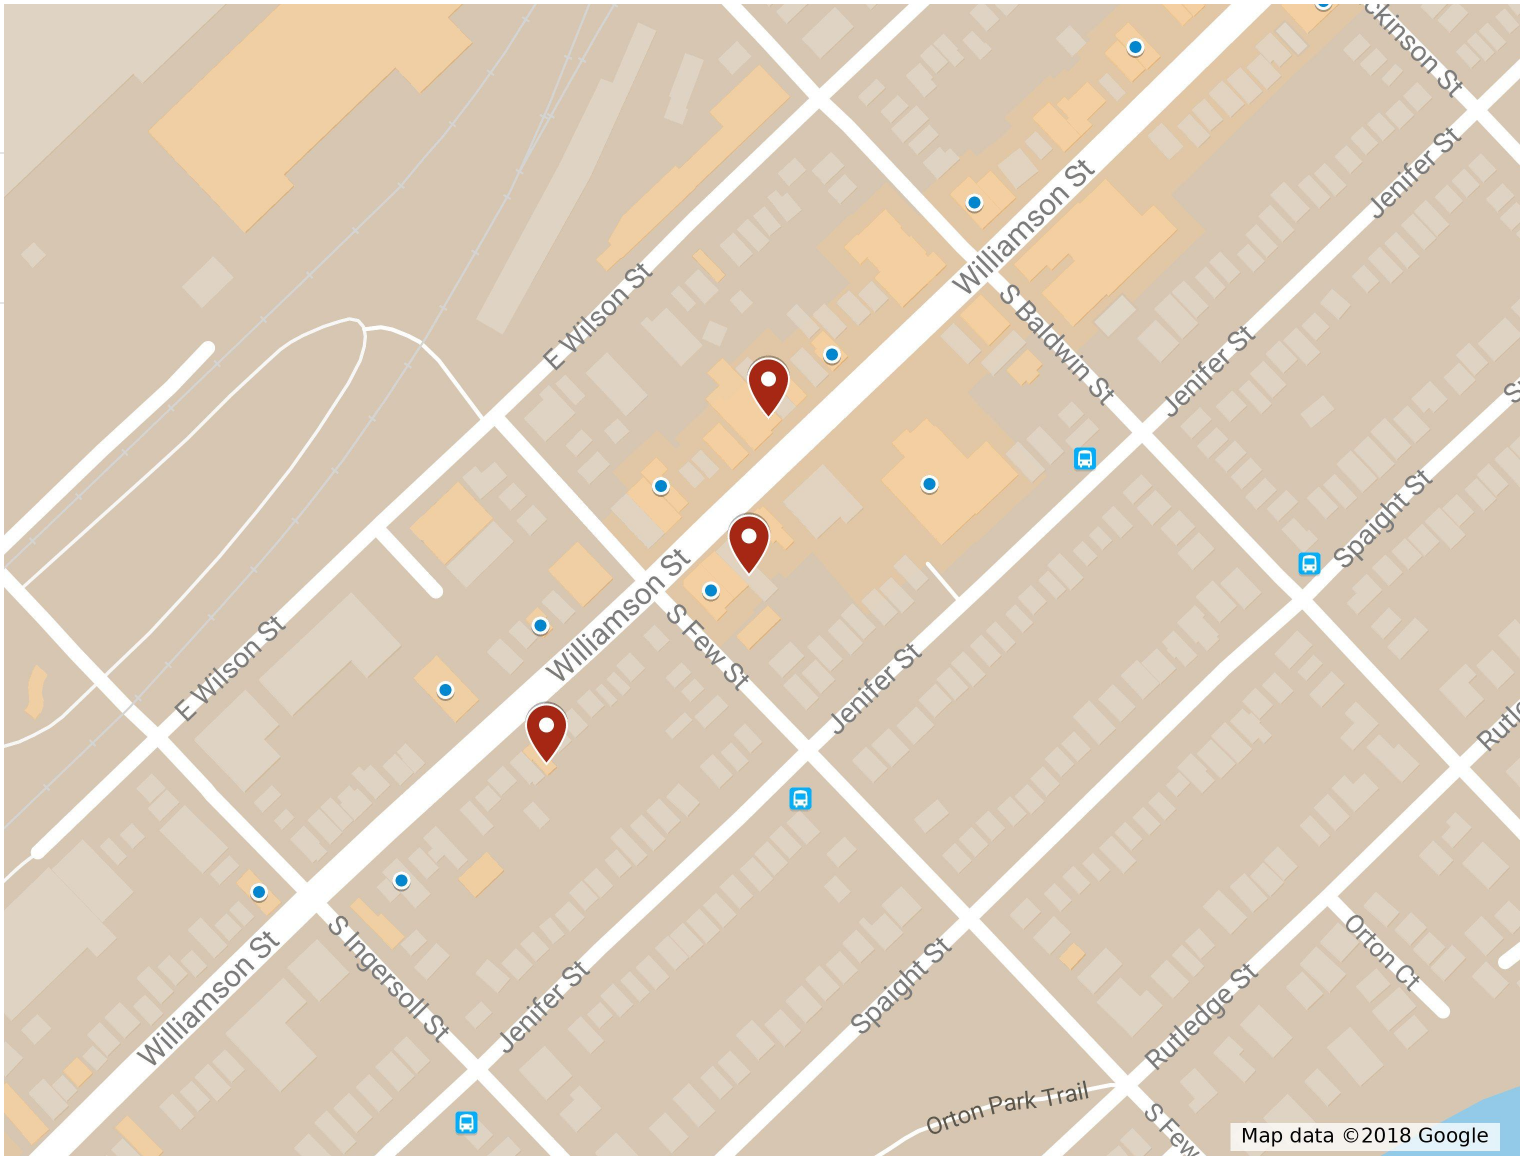 ckinson St
Jenifer St
Williamson St
E Wilson St
S Baldwin St
Jenifer St
Spaight St
Williamson St
S Few St
E Wilson St
Jenifer St
Rutle
S Ingersoll St
Orton Ct
Williamson St
Jenifer St
Spaight St
Rutledge St
Orton Park Trail
S Few
Map data ©2018 Google